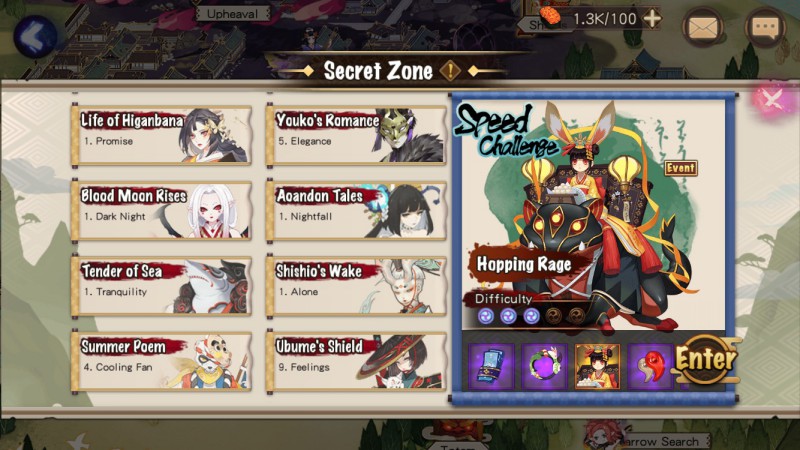 Upheaval
Sh
1.3K/100
Secret Zone
Life of Higanbana
1. Promise
Youko's Romance
5. Elegance
Blood Moon Rises
1. Dark Night
Aoandon Tales
1. Nightfall
Tender of Sea
1. Tranquility
Shishio's Wake
1. Alone
Summer Poem
4. Cooling Fan
Ubume's Shield
9. Feelings
Speed
Challenge
Event
Hopping Rage
Difficulty
Enter
Totem
arrow Search